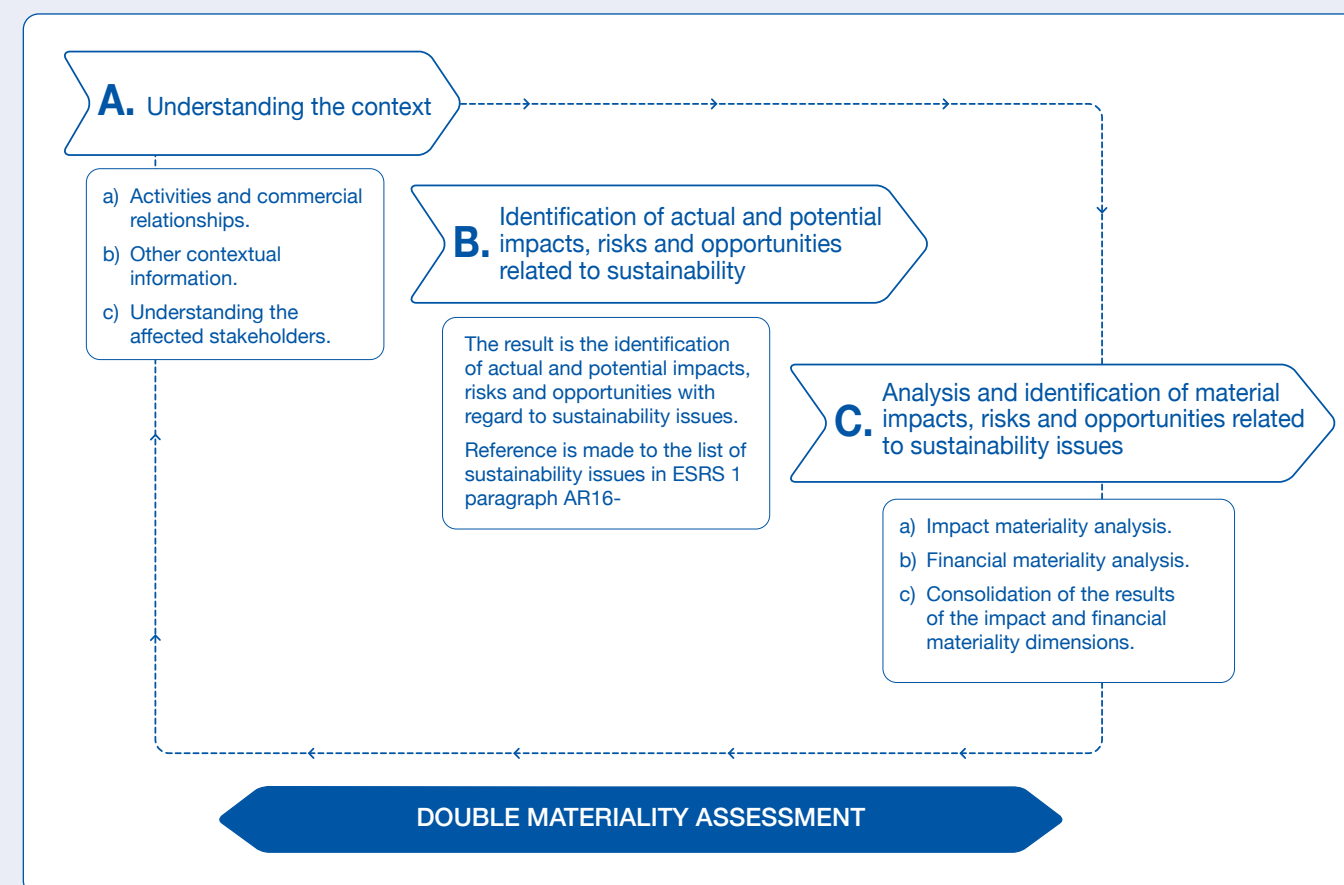 A. Understanding the context
a) Activities and commercial
relationships.
b) Other contextual
information.
c) Understanding the
affected stakeholders.
B. Identification of actual and potential
impacts, risks and opportunities
related to sustainability
The result is the identification
of actual and potential impacts,
risks and opportunities with
regard to sustainability issues.
Reference is made to the list of
sustainability issues in ESRS 1
paragraph AR16-
C. Analysis and identification of material
impacts, risks and opportunities related
to sustainability issues
a) Impact materiality analysis.
b) Financial materiality analysis.
c) Consolidation of the results
of the impact and financial
materiality dimensions.
DOUBLE MATERIALITY ASSESSMENT